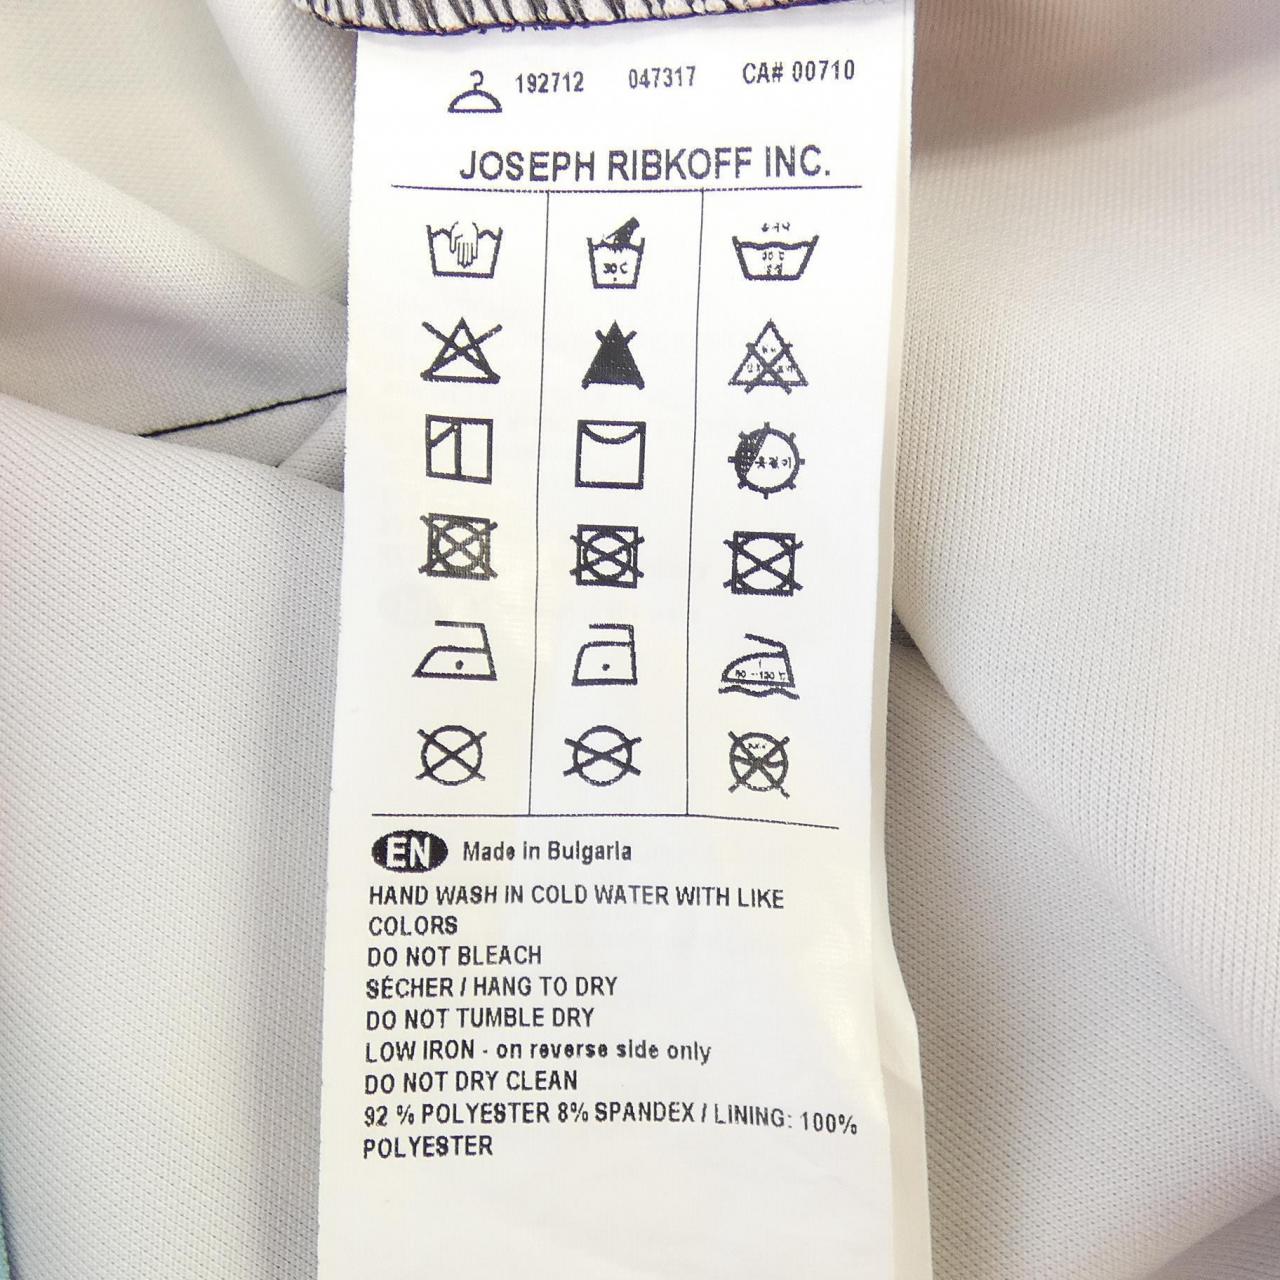 192712 047317 CA# 00710
JOSEPH RIBKOFF INC.
30 C
EN Made in Bulgaria
HAND WASH IN COLD WATER WITH LIKE
COLORS
DO NOT BLEACH
SÉCHER / HANG TO DRY
DO NOT TUMBLE DRY
LOW IRON - on reverse side only
DO NOT DRY CLEAN
92 % POLYESTER 8% SPANDEX / LINING: 100%
POLYESTER